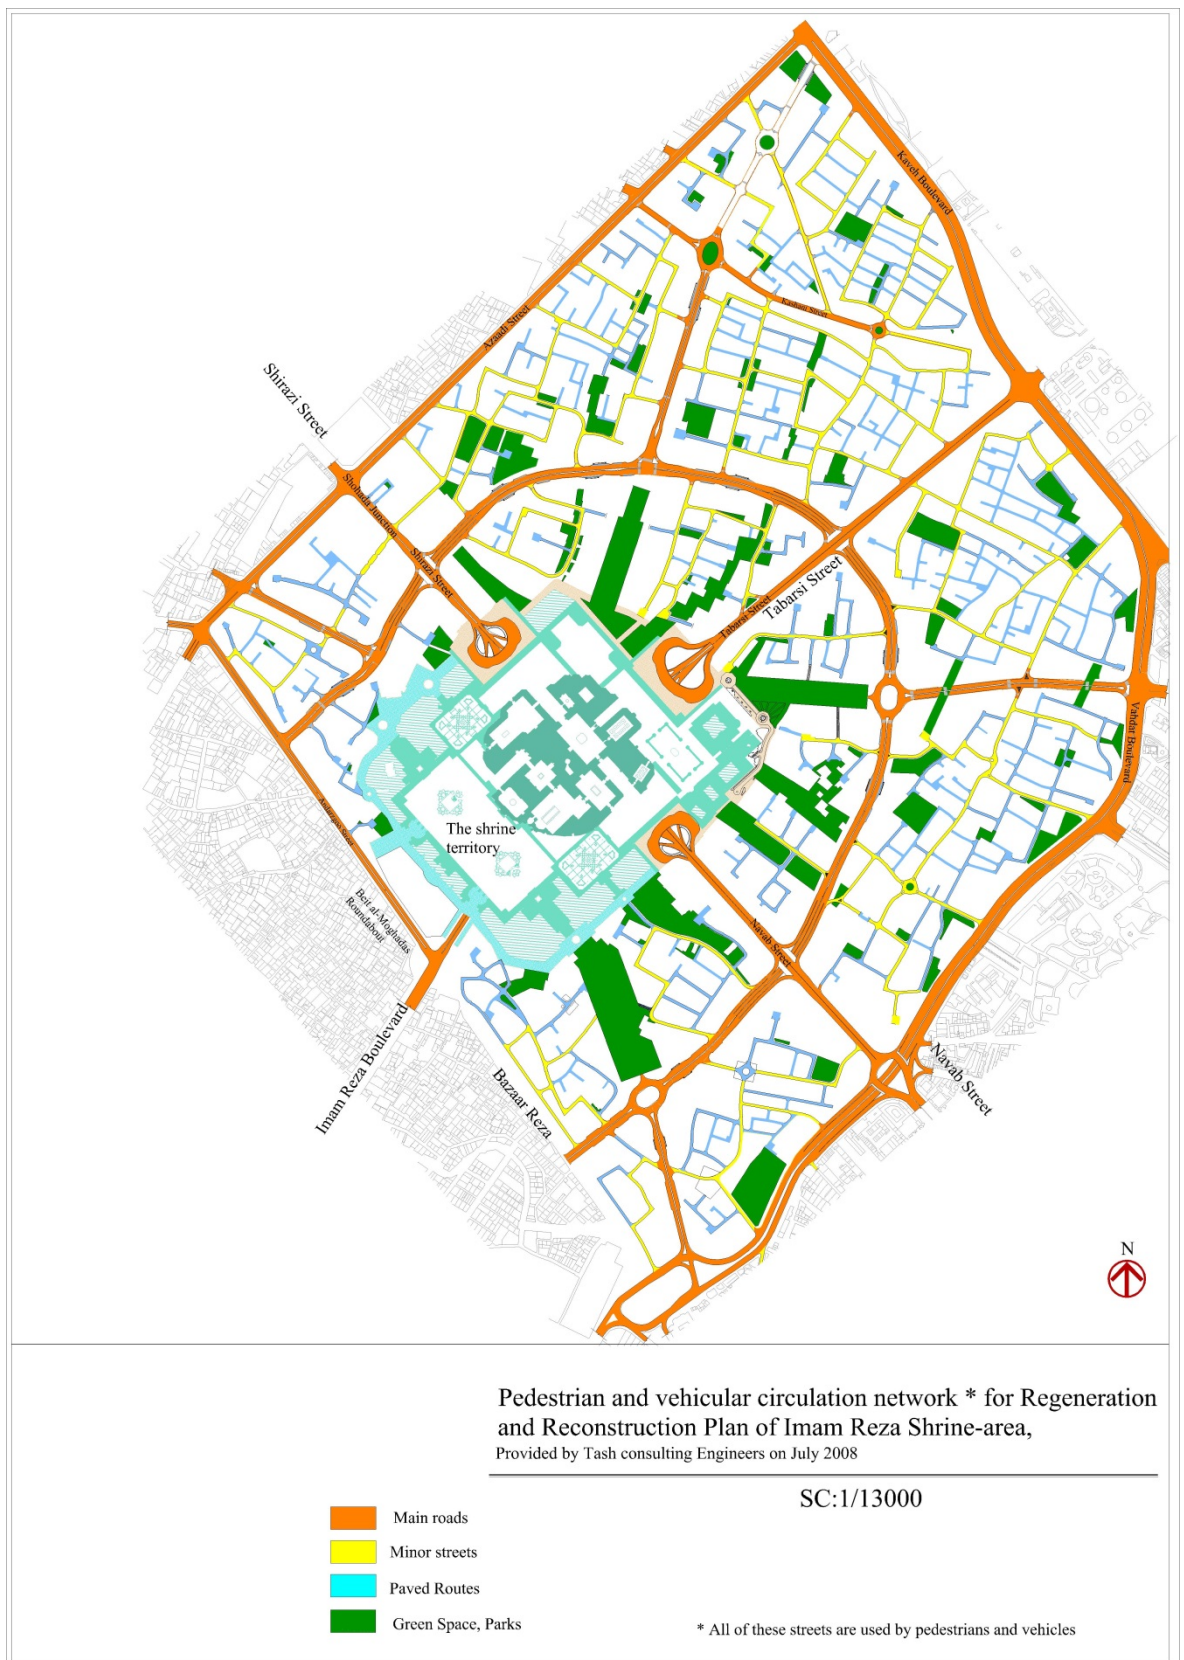 Kaveh Boulevard
Kashani Street
Azaadi Street
Shirazi Street
Shohada Junction
Shirazi Street
Tabarsi Street
Tabarsi Street
Vahdat Boulevard
The shrine
territory
Andarzgoo Street
Beit al-Moghadas
Roundabout
Navab Street
Imam Reza Boulevard
Bazaar Reza
Navab Street
N
Pedestrian and vehicular circulation network * for Regeneration
and Reconstruction Plan of Imam Reza Shrine-area,
Provided by Tash consulting Engineers on July 2008
SC:1/13000
Main roads
Minor streets
Paved Routes
Green Space, Parks
* All of these streets are used by pedestrians and vehicles